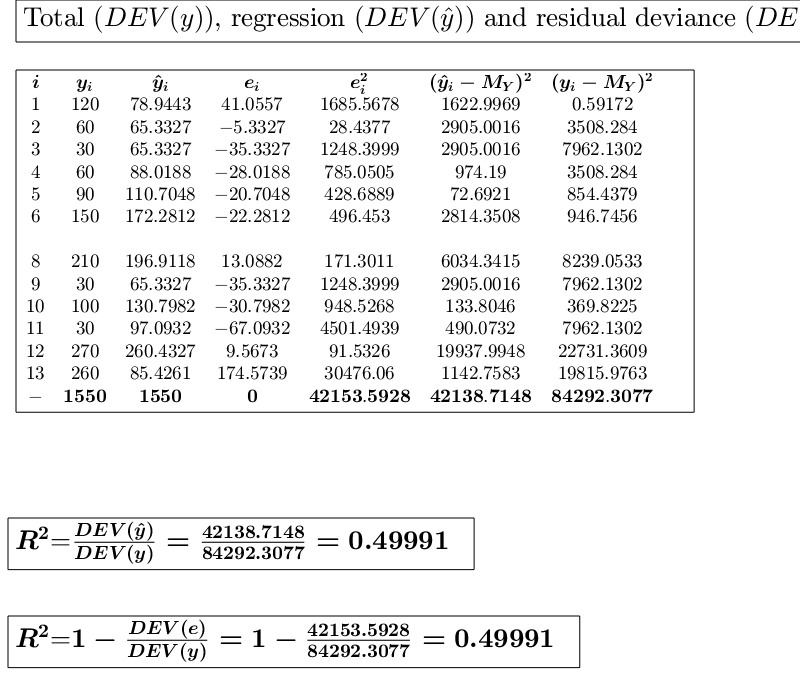 Total (DEV(y)), regression (DEV(ŷ)) and residual deviance (DE
i y_i ŷ_i e_i e_i^2 (ŷ_i − M_Y)^2 (y_i − M_Y)^2
1 120 78.9443 41.0557 1685.5678 1622.9969 0.59172
2 60 65.3327 −5.3327 28.4377 2905.0016 3508.284
3 30 65.3327 −35.3327 1248.3999 2905.0016 7962.1302
4 60 88.0188 −28.0188 785.0505 974.19 3508.284
5 90 110.7048 −20.7048 428.6889 72.6921 854.4379
6 150 172.2812 −22.2812 496.453 2814.3508 946.7456
8 210 196.9118 13.0882 171.3011 6034.3415 8239.0533
9 30 65.3327 −35.3327 1248.3999 2905.0016 7962.1302
10 100 130.7982 −30.7982 948.5268 133.8046 369.8225
11 30 97.0932 −67.0932 4501.4939 490.0732 7962.1302
12 270 260.4327 9.5673 91.5326 19937.9948 22731.3609
13 260 85.4261 174.5739 30476.06 1142.7583 19815.9763
− 1550 1550 0 42153.5928 42138.7148 84292.3077
R^2=DEV(ŷ)/DEV(y) = 42138.7148/84292.3077 = 0.49991
R^2=1 − DEV(e)/DEV(y) = 1 − 42153.5928/84292.3077 = 0.49991